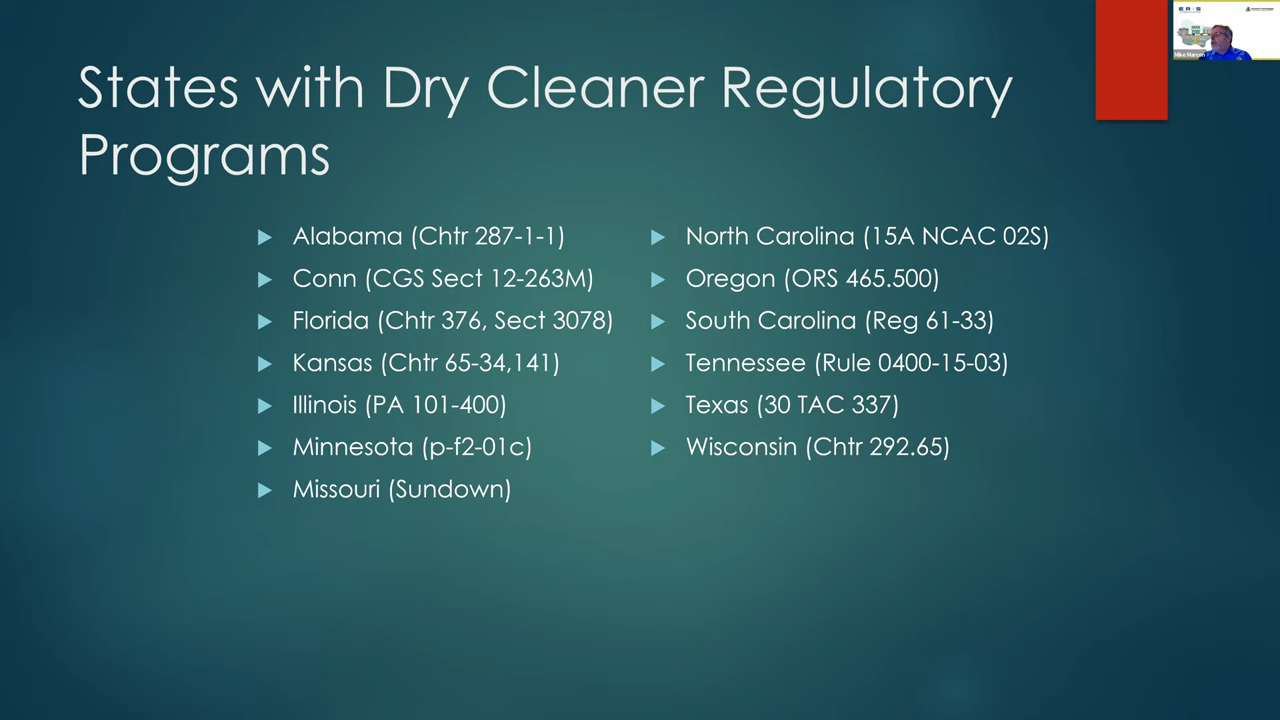 States with Dry Cleaner Regulatory
Programs
Alabama (Chtr 287-1-1)
Conn (CGS Sect 12-263M)
Florida (Chtr 376, Sect 3078)
Kansas (Chtr 65-34,141)
Illinois (PA 101-400)
Minnesota (p-f2-01c)
Missouri (Sundown)
North Carolina (15A NCAC 02S)
Oregon (ORS 465.500)
South Carolina (Reg 61-33)
Tennessee (Rule 0400-15-03)
Texas (30 TAC 337)
Wisconsin (Chtr 292.65)
ERIS
Mike